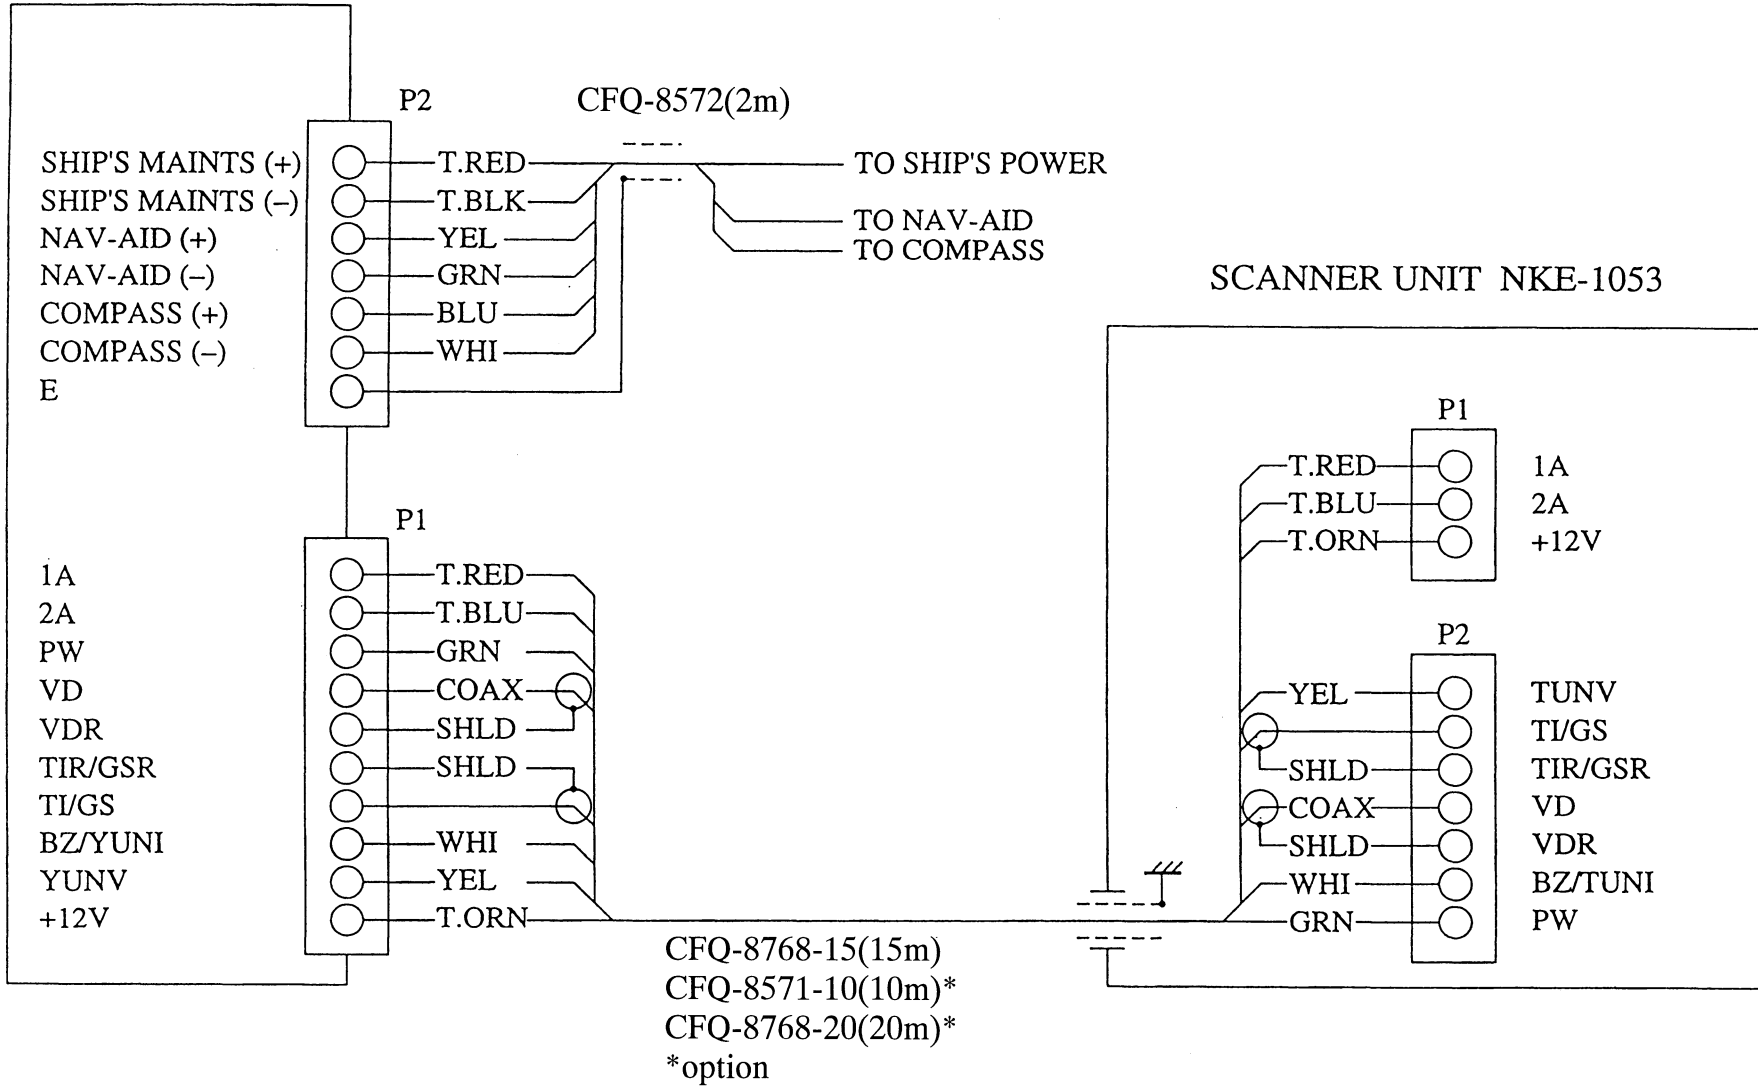 P2
CFQ-8572(2m)
SHIP'S MAINTS (+) T.RED TO SHIP'S POWER
SHIP'S MAINTS (–) T.BLK
NAV-AID (+) YEL
NAV-AID (–) GRN
COMPASS (+) BLU
COMPASS (–) WHI
E
TO NAV-AID
TO COMPASS
P1
1A T.RED
2A T.BLU
PW GRN
VD COAX
VDR SHLD
TIR/GSR SHLD
TI/GS
BZ/YUNI WHI
YUNV YEL
+12V T.ORN
CFQ-8768-15(15m)
CFQ-8571-10(10m)*
CFQ-8768-20(20m)*
*option
SCANNER UNIT NKE-1053
P1
T.RED 1A
T.BLU 2A
T.ORN +12V
P2
YEL TUNV
TI/GS
SHLD TIR/GSR
COAX VD
SHLD VDR
WHI BZ/TUNI
GRN PW